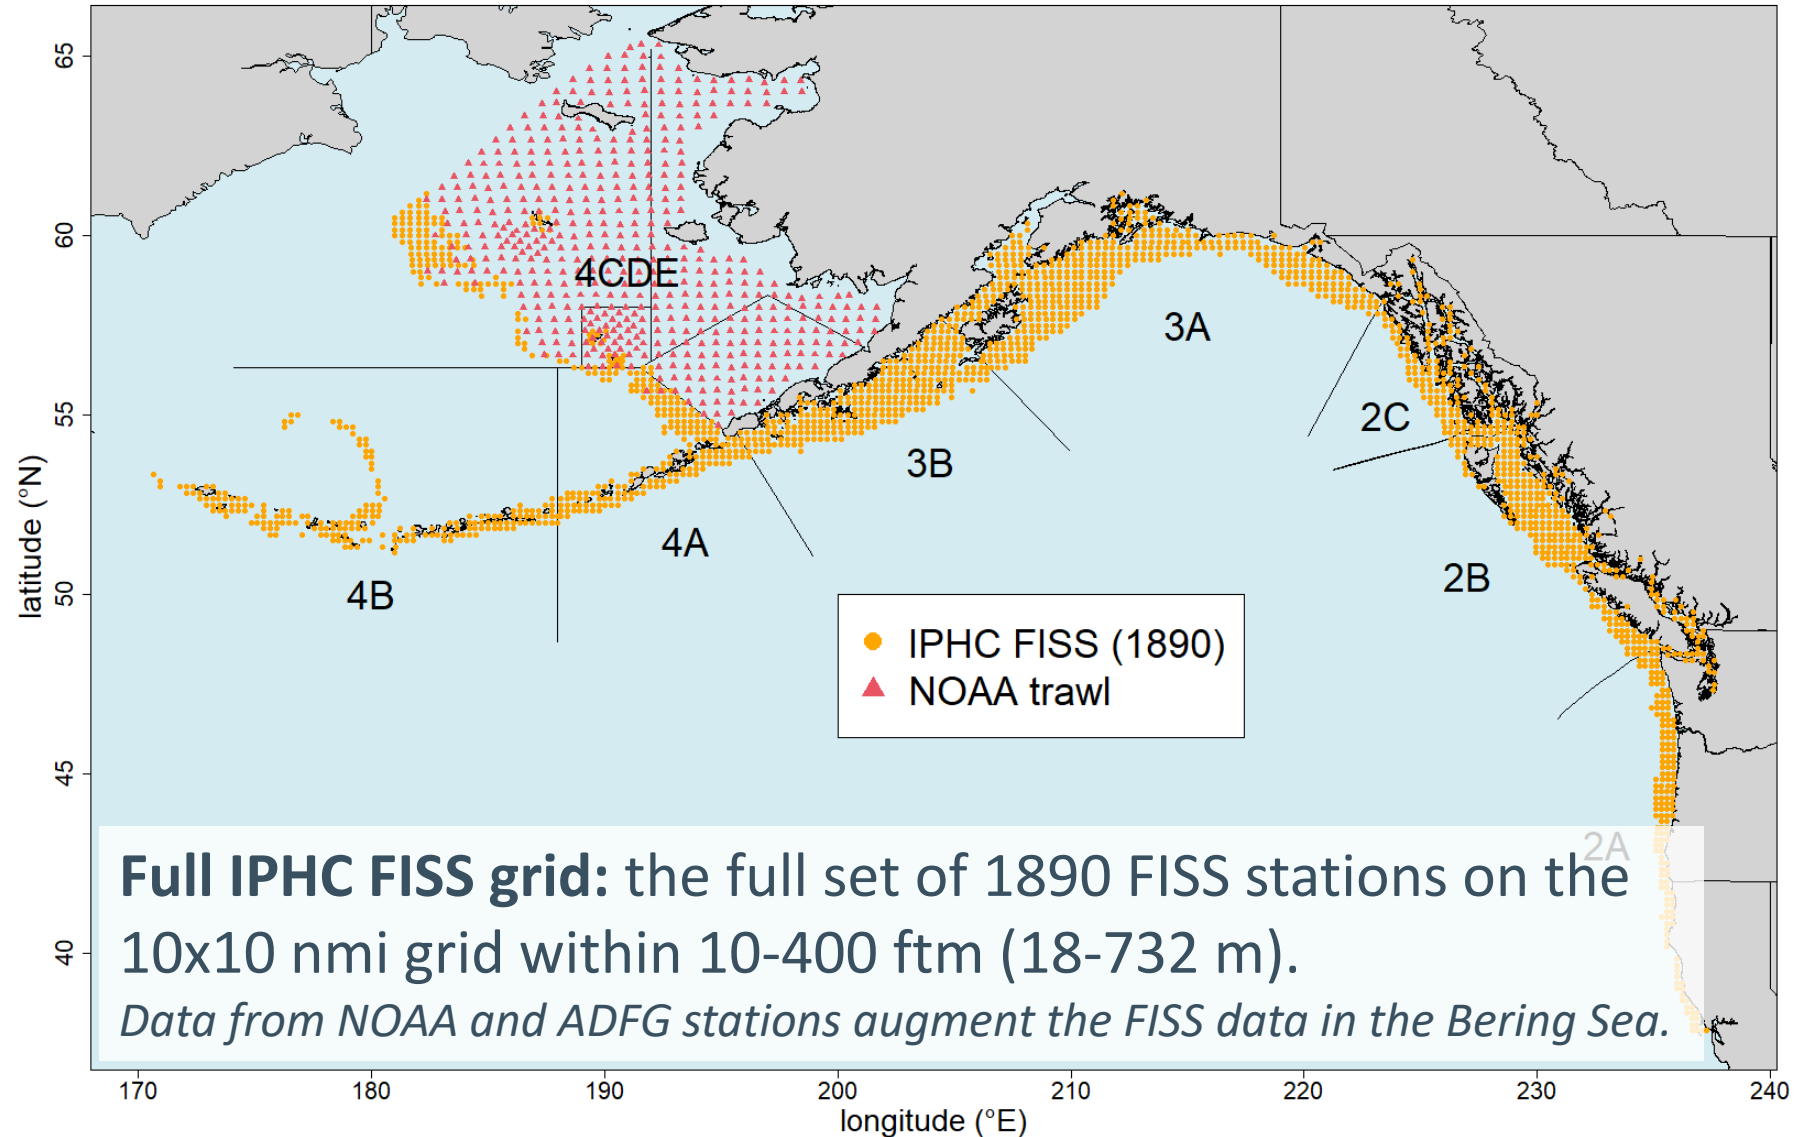 65
60
55
50
45
40
latitude (°N)
4CDE
3A
2C
3B
4A
2B
4B
IPHC FISS (1890)
NOAA trawl
2A
Full IPHC FISS grid: the full set of 1890 FISS stations on the
10x10 nmi grid within 10-400 ftm (18-732 m).
Data from NOAA and ADFG stations augment the FISS data in the Bering Sea.
170 180 190 200 210 220 230 240
longitude (°E)